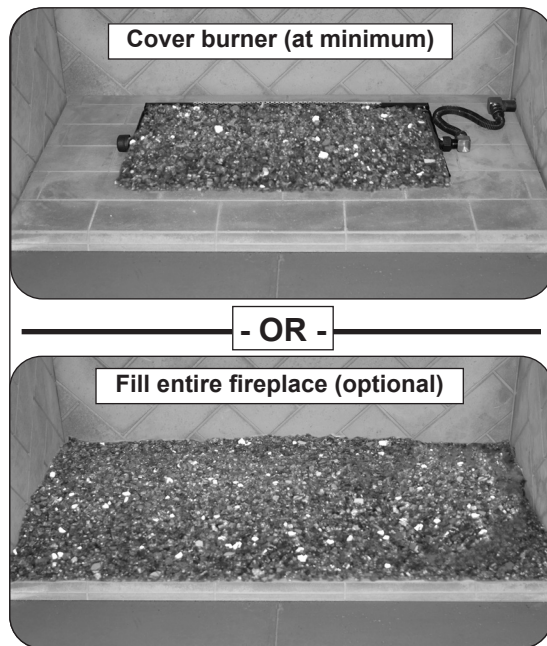 Cover burner (at minimum)
- OR -
Fill entire fireplace (optional)